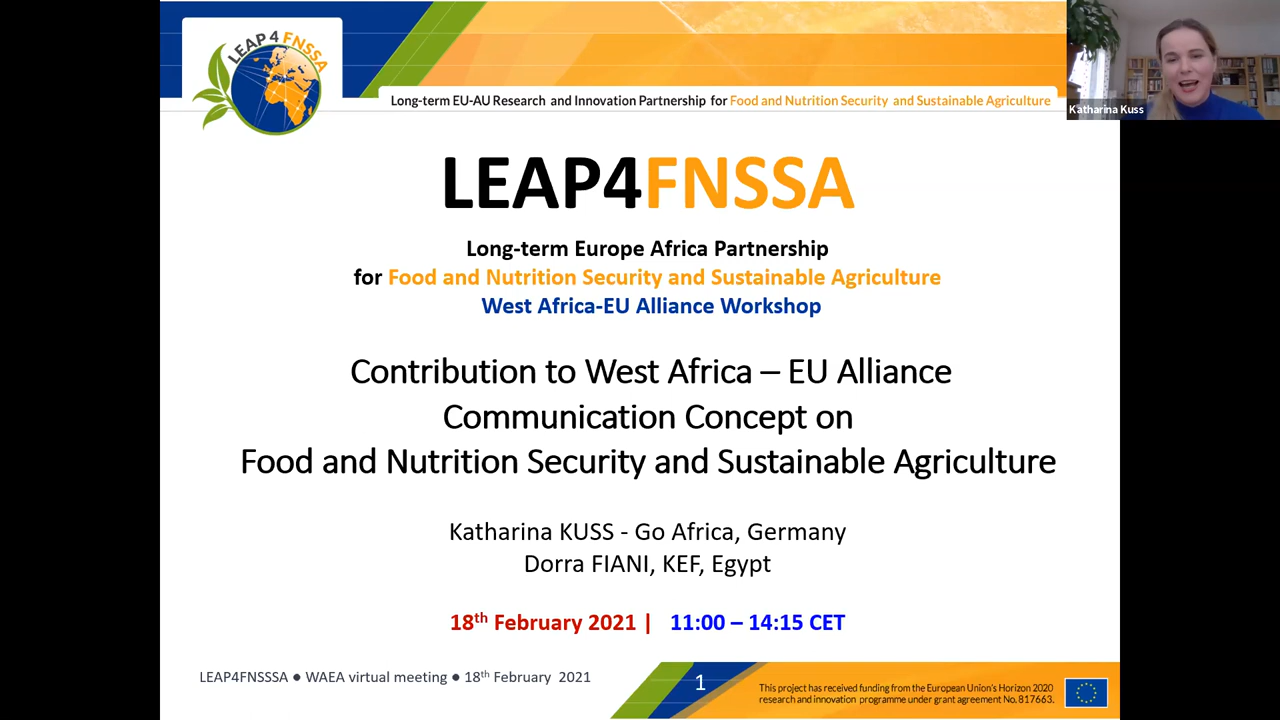 LEAP 4 FNSSA
Long-term EU-AU Research and Innovation Partnership for Food and Nutrition Security and Sustainable Agriculture
Katharina Kuss
LEAP4FNSSA
Long-term Europe Africa Partnership
for Food and Nutrition Security and Sustainable Agriculture
West Africa-EU Alliance Workshop
Contribution to West Africa – EU Alliance
Communication Concept on
Food and Nutrition Security and Sustainable Agriculture
Katharina KUSS - Go Africa, Germany
Dorra FIANI, KEF, Egypt
18th February 2021 | 11:00 – 14:15 CET
LEAP4FNSSSA ● WAEA virtual meeting ● 18th February 2021
1
This project has received funding from the European Union's Horizon 2020
research and innovation programme under grant agreement No. 817663.